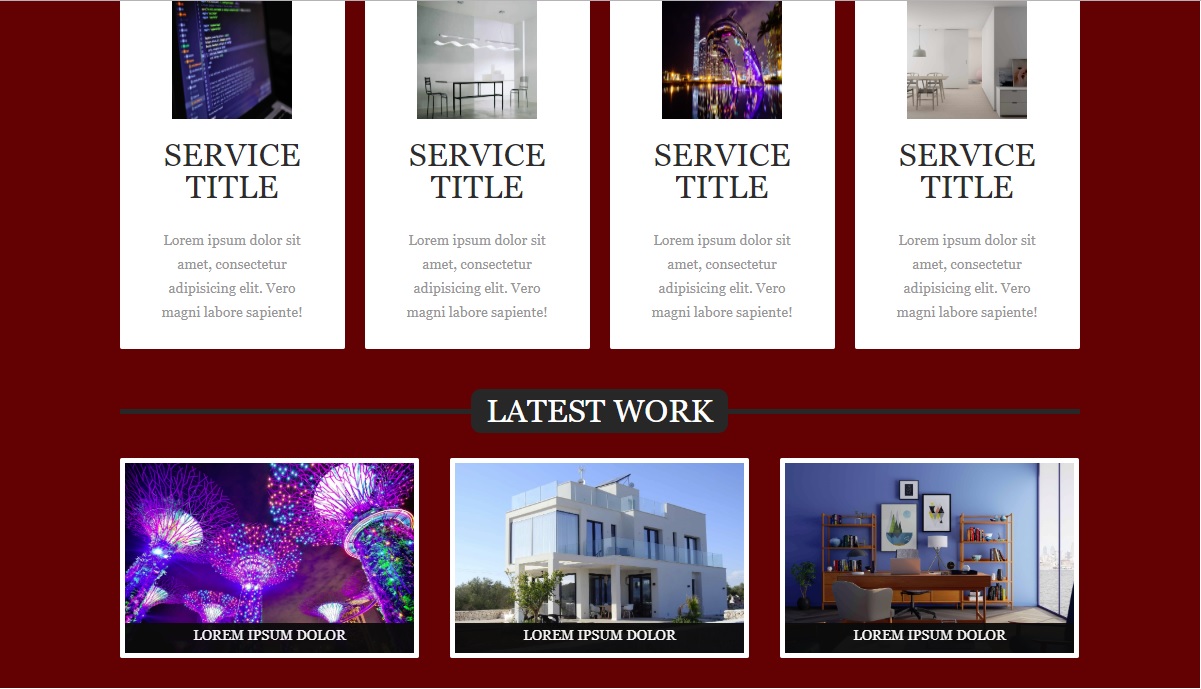 SERVICE
TITLE
Lorem ipsum dolor sit
amet, consectetur
adipisicing elit. Vero
magni labore sapiente!
SERVICE
TITLE
Lorem ipsum dolor sit
amet, consectetur
adipisicing elit. Vero
magni labore sapiente!
SERVICE
TITLE
Lorem ipsum dolor sit
amet, consectetur
adipisicing elit. Vero
magni labore sapiente!
SERVICE
TITLE
Lorem ipsum dolor sit
amet, consectetur
adipisicing elit. Vero
magni labore sapiente!
LATEST WORK
LOREM IPSUM DOLOR
LOREM IPSUM DOLOR
LOREM IPSUM DOLOR